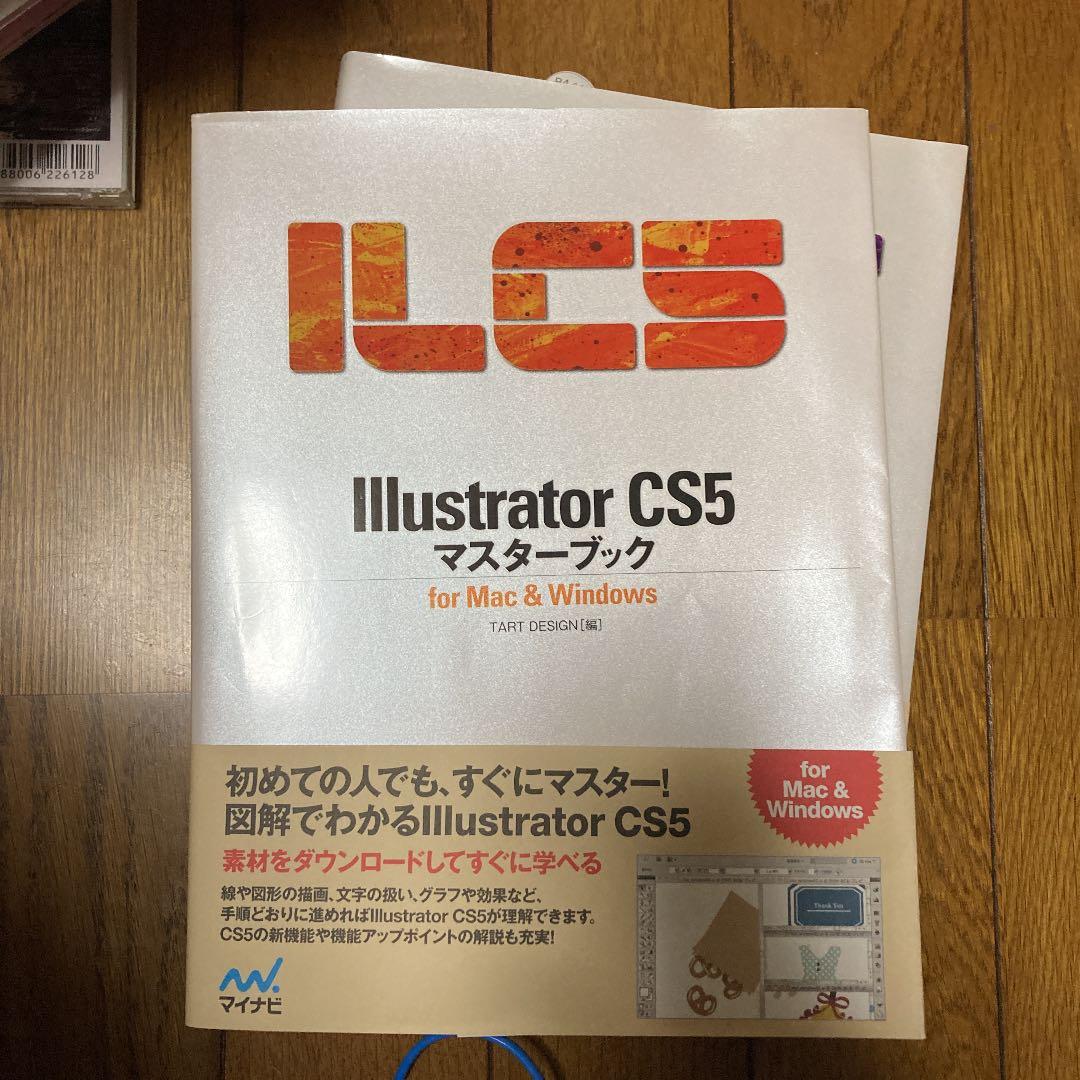 88006 226128
ILCS
Illustrator CS5
マスターブック
for Mac & Windows
TART DESIGN[編]
初めての人でも、すぐにマスター!
図解でわかるIllustrator CS5
素材をダウンロードしてすぐに学べる
線や図形の描画、文字の扱い、グラフや効果など、
手順どおりに進めればIllustrator CS5が理解できます。
CS5の新機能や機能アップポイントの解説も充実!
マイナビ
for
Mac &
Windows
Thank You